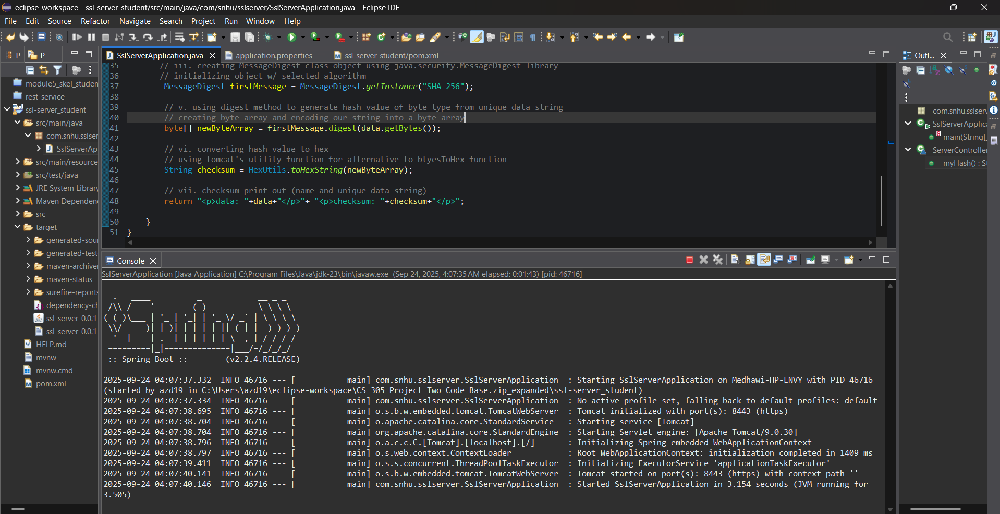 eclipse-workspace - ssl-server_student/src/main/java/com/snhu/sslserver/SslServerApplication.java - Eclipse IDE
File Edit Source Refactor Navigate Search Project Run Window Help
P
P
module5_skel_studen
rest-service
ssl-server_student
src/main/java
com.snhu.sslser
SslServerAp
src/main/resource
src/test/java
JRE System Library
Maven Dependen
src
target
generated-sou
generated-test
maven-archive
maven-status
surefire-reports
dependency-ch
ssl-server-0.0.1-
ssl-server-0.0.1-
HELP.md
mvnw
mvnw.cmd
pom.xml
SslServerApplication.java
application.properties
ssl-server_student/pom.xml
35 // iii. creating MessageDigest class object using java.security.MessageDigest library
36 // initializing object w/ selected algorithm
37 MessageDigest firstMessage = MessageDigest.getInstance("SHA-256");
38
39 // v. using digest method to generate hash value of byte type from unique data string
40 // creating byte array and encoding our string into a byte array
41 byte[] newByteArray = firstMessage.digest(data.getBytes());
42
43 // vi. converting hash value to hex
44 // using tomcat's utility function for alternative to btyesToHex function
45 String checksum = HexUtils.toHexString(newByteArray);
46
47 // vii. checksum print out (name and unique data string)
48 return "<p>data: "+data+"</p>"+ "<p>checksum: "+checksum+"</p>";
49
50 }
51 }
Console
SslServerApplication [Java Application] C:\Program Files\Java\jdk-23\bin\javaw.exe (Sep 24, 2025, 4:07:35 AM elapsed: 0:01:43) [pid: 46716]
Spring
:: Spring Boot :: (v2.2.4.RELEASE)
2025-09-24 04:07:37.332 INFO 46716 --- [ main] com.snhu.sslserver.SslServerApplication : Starting SslServerApplication on Medhawi-HP-ENVY with PID 46716
(started by azd19 in C:\Users\azd19\eclipse-workspace\CS 305 Project Two Code Base.zip_expanded\ssl-server_student)
2025-09-24 04:07:37.334 INFO 46716 --- [ main] com.snhu.sslserver.SslServerApplication : No active profile set, falling back to default profiles: default
2025-09-24 04:07:38.695 INFO 46716 --- [ main] o.s.b.w.embedded.tomcat.TomcatWebServer : Tomcat initialized with port(s): 8443 (https)
2025-09-24 04:07:38.704 INFO 46716 --- [ main] o.apache.catalina.core.StandardService : Starting service [Tomcat]
2025-09-24 04:07:38.704 INFO 46716 --- [ main] org.apache.catalina.core.StandardEngine : Starting Servlet engine: [Apache Tomcat/9.0.30]
2025-09-24 04:07:38.796 INFO 46716 --- [ main] o.a.c.c.C.[Tomcat].[localhost].[/] : Initializing Spring embedded WebApplicationContext
2025-09-24 04:07:38.797 INFO 46716 --- [ main] o.s.web.context.ContextLoader : Root WebApplicationContext: initialization completed in 1409 ms
2025-09-24 04:07:39.411 INFO 46716 --- [ main] o.s.s.concurrent.ThreadPoolTaskExecutor : Initializing ExecutorService 'applicationTaskExecutor'
2025-09-24 04:07:40.141 INFO 46716 --- [ main] o.s.b.w.embedded.tomcat.TomcatWebServer : Tomcat started on port(s): 8443 (https) with context path ''
2025-09-24 04:07:40.146 INFO 46716 --- [ main] com.snhu.sslserver.SslServerApplication : Started SslServerApplication in 3.154 seconds (JVM running for
3.505)
Outl...
com.snhu.sslserv
SslServerApplica
main(String[
ServerController
myHash() : S